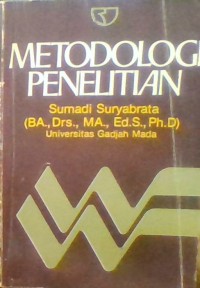 METODOLOGI
PENELITIAN
Sumadi Suryabrata
(BA., Drs., MA., Ed.S., Ph.D)
Universitas Gadjah Mada